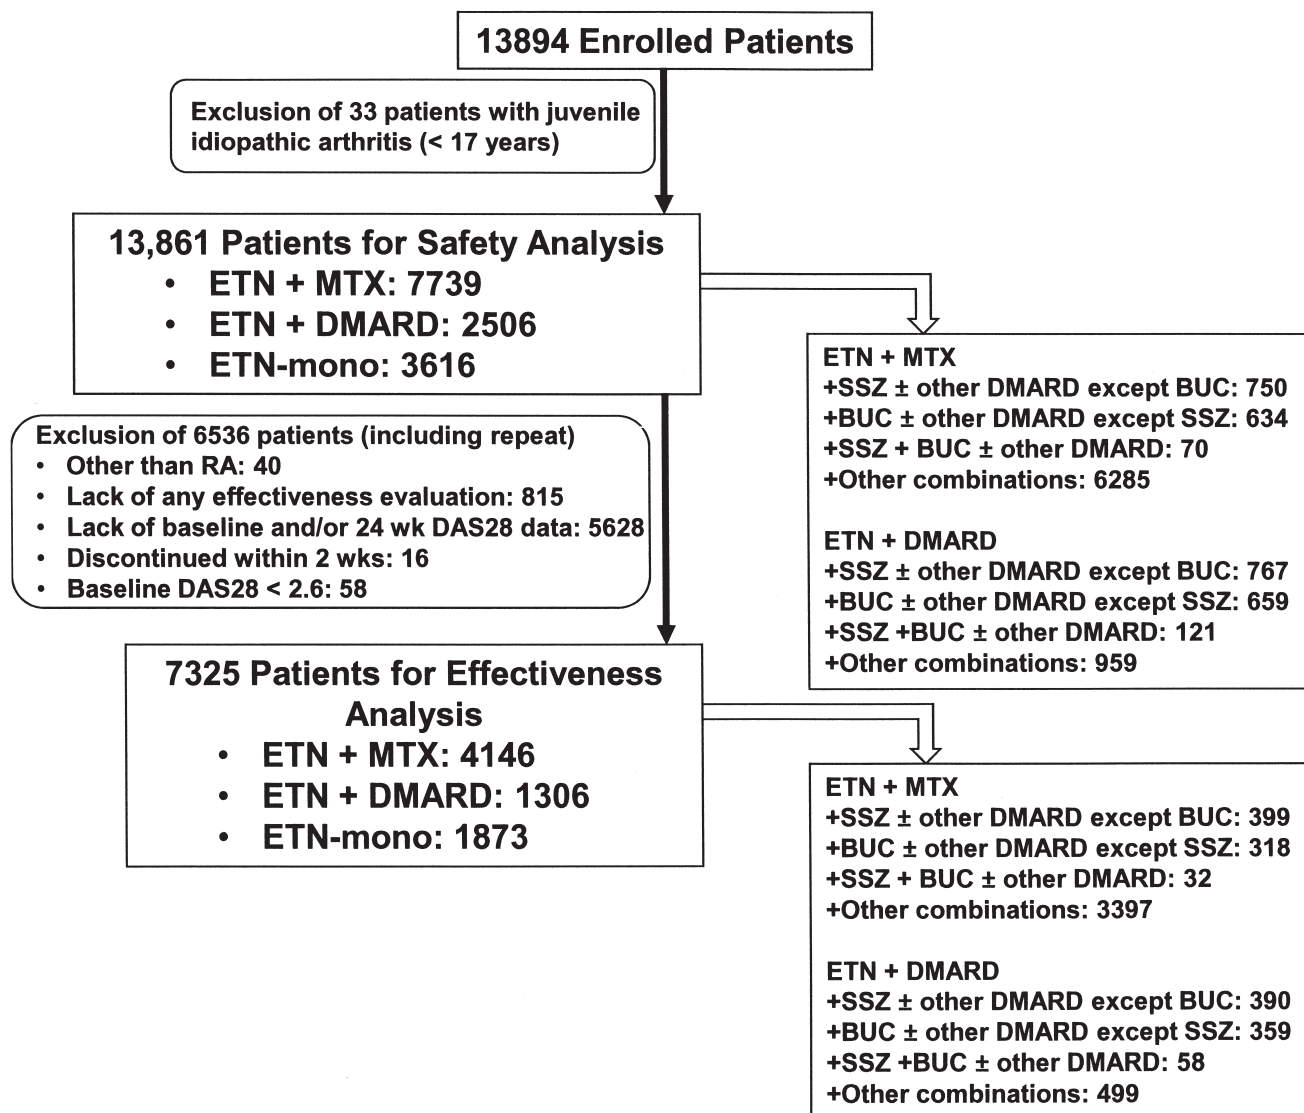 13894 Enrolled Patients
Exclusion of 33 patients with juvenile
idiopathic arthritis (< 17 years)
13,861 Patients for Safety Analysis
• ETN + MTX: 7739
• ETN + DMARD: 2506
• ETN-mono: 3616
ETN + MTX
+SSZ ± other DMARD except BUC: 750
+BUC ± other DMARD except SSZ: 634
+SSZ + BUC ± other DMARD: 70
+Other combinations: 6285
ETN + DMARD
+SSZ ± other DMARD except BUC: 767
+BUC ± other DMARD except SSZ: 659
+SSZ +BUC ± other DMARD: 121
+Other combinations: 959
Exclusion of 6536 patients (including repeat)
• Other than RA: 40
• Lack of any effectiveness evaluation: 815
• Lack of baseline and/or 24 wk DAS28 data: 5628
• Discontinued within 2 wks: 16
• Baseline DAS28 < 2.6: 58
7325 Patients for Effectiveness
Analysis
• ETN + MTX: 4146
• ETN + DMARD: 1306
• ETN-mono: 1873
ETN + MTX
+SSZ ± other DMARD except BUC: 399
+BUC ± other DMARD except SSZ: 318
+SSZ + BUC ± other DMARD: 32
+Other combinations: 3397
ETN + DMARD
+SSZ ± other DMARD except BUC: 390
+BUC ± other DMARD except SSZ: 359
+SSZ +BUC ± other DMARD: 58
+Other combinations: 499